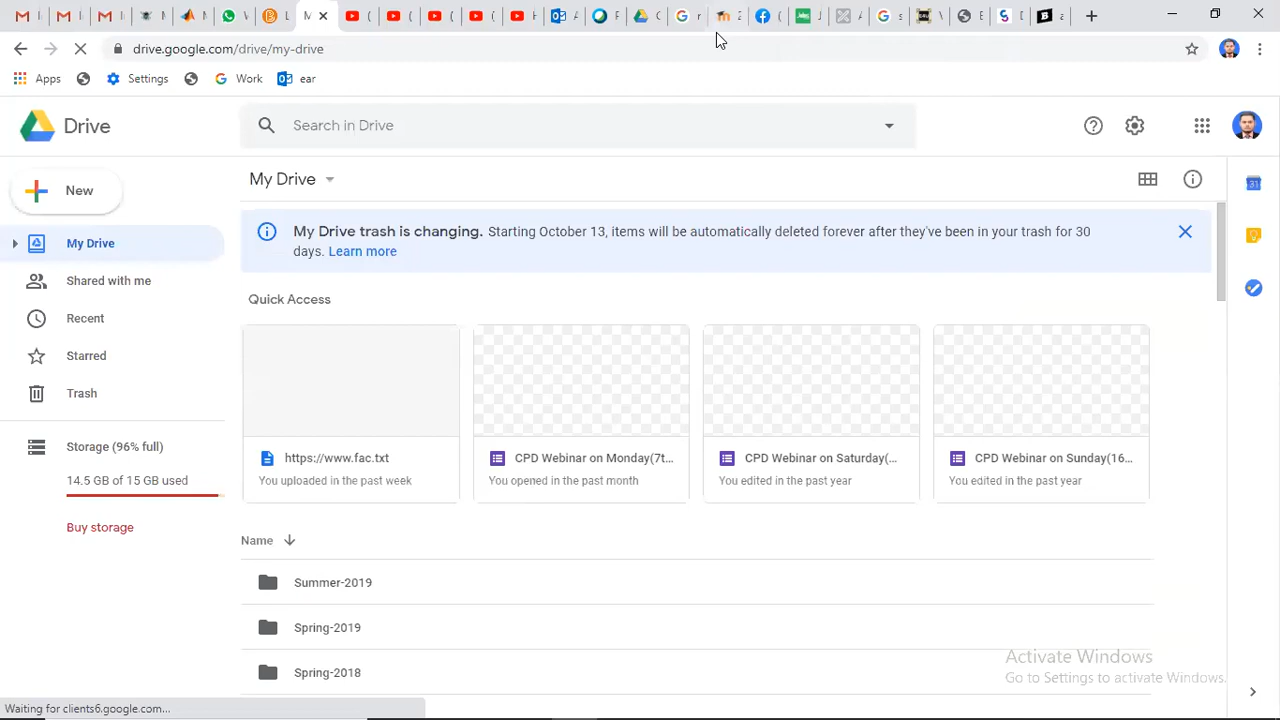 drive.google.com/drive/my-drive
Apps
Settings
Work
ear
Drive
Search in Drive
New
My Drive
My Drive
Shared with me
Recent
Starred
Trash
Storage (96% full)
14.5 GB of 15 GB used
Buy storage
My Drive trash is changing. Starting October 13, items will be automatically deleted forever after they've been in your trash for 30
days. Learn more
Quick Access
https://www.fac.txt
You uploaded in the past week
CPD Webinar on Monday(7t...
You opened in the past month
CPD Webinar on Saturday(...
You edited in the past year
CPD Webinar on Sunday(16...
You edited in the past year
Name
Summer-2019
Spring-2019
Spring-2018
Activate Windows
Go to Settings to activate Windows.
Waiting for clients6.google.com...